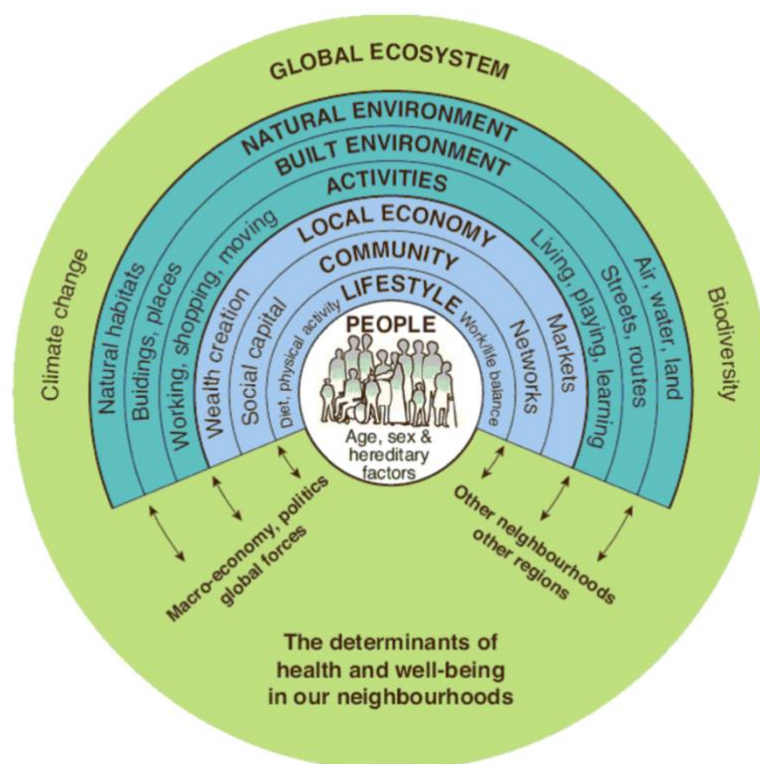 GLOBAL ECOSYSTEM
NATURAL ENVIRONMENT
BUILT ENVIRONMENT
ACTIVITIES
LOCAL ECONOMY
COMMUNITY
LIFESTYLE
PEOPLE
Age, sex &
hereditary
factors
Climate change
Natural habitats
Buidings, places
Working, shopping, moving
Wealth creation
Social capital
Diet, physical activity
Work/life balance
Networks
Markets
Living, playing, learning
Streets, routes
Air, water, land
Biodiversity
Macro-economy, politics
global forces
Other neighbourhoods
other regions
The determinants of
health and well-being
in our neighbourhoods